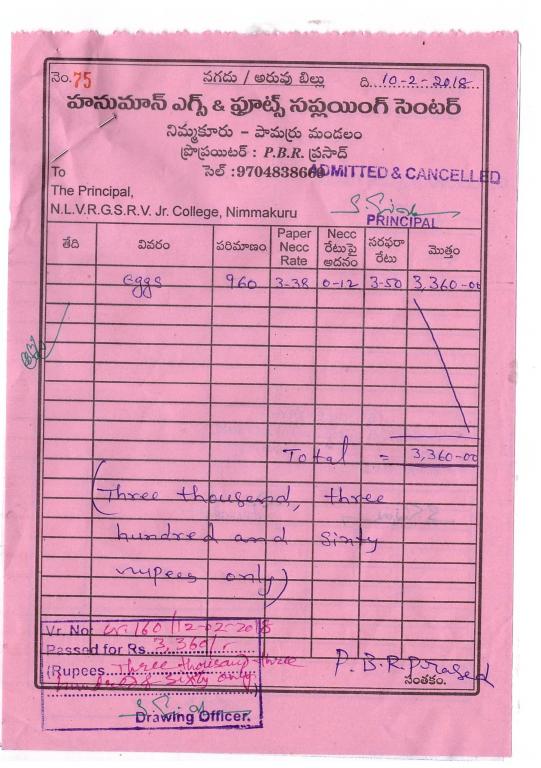 నెం. 75 నగదు / అరువు బిల్లు ది. 10-2-2018
హనుమాన్ ఎగ్స్ & ఫ్రూట్స్ సప్లయింగ్ సెంటర్
నిమ్మకూరు - పామర్రు మండలం
ప్రొప్రయిటర్ : P.B.R. ప్రసాద్
సెల్ : 9704838666 ADMITTED & CANCELLED
To
The Principal,
N.L.V.R.G.S.R.V. Jr. College, Nimmakuru
PRINCIPAL
తేది వివరం పరిమాణం Paper Necc Rate Necc రేటుపై అదనం సరఫరా రేటు మొత్తం
eggs 960 3-38 0-12 3-50 3,360-00
Total = 3,360-00
(Three thousand, three
hundred and sinty
rupees only)
Vr. No: Cr. 160/12-02-2018
Passed for Rs. 3,360/-
(Rupees Three thousand three
hundred & sixty only)
P.B.R prasad
సంతకం.
Drawing Officer.